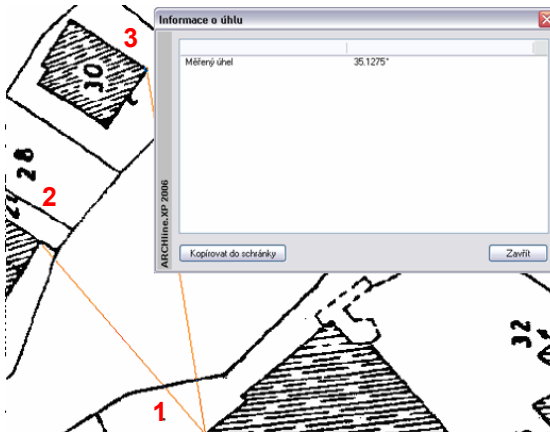 Informace o úhlu
Měřený úhel 35.1275°
ARCHline.XP 2006
Kopírovat do schránky Zavřít
3
30
28
2
32
1